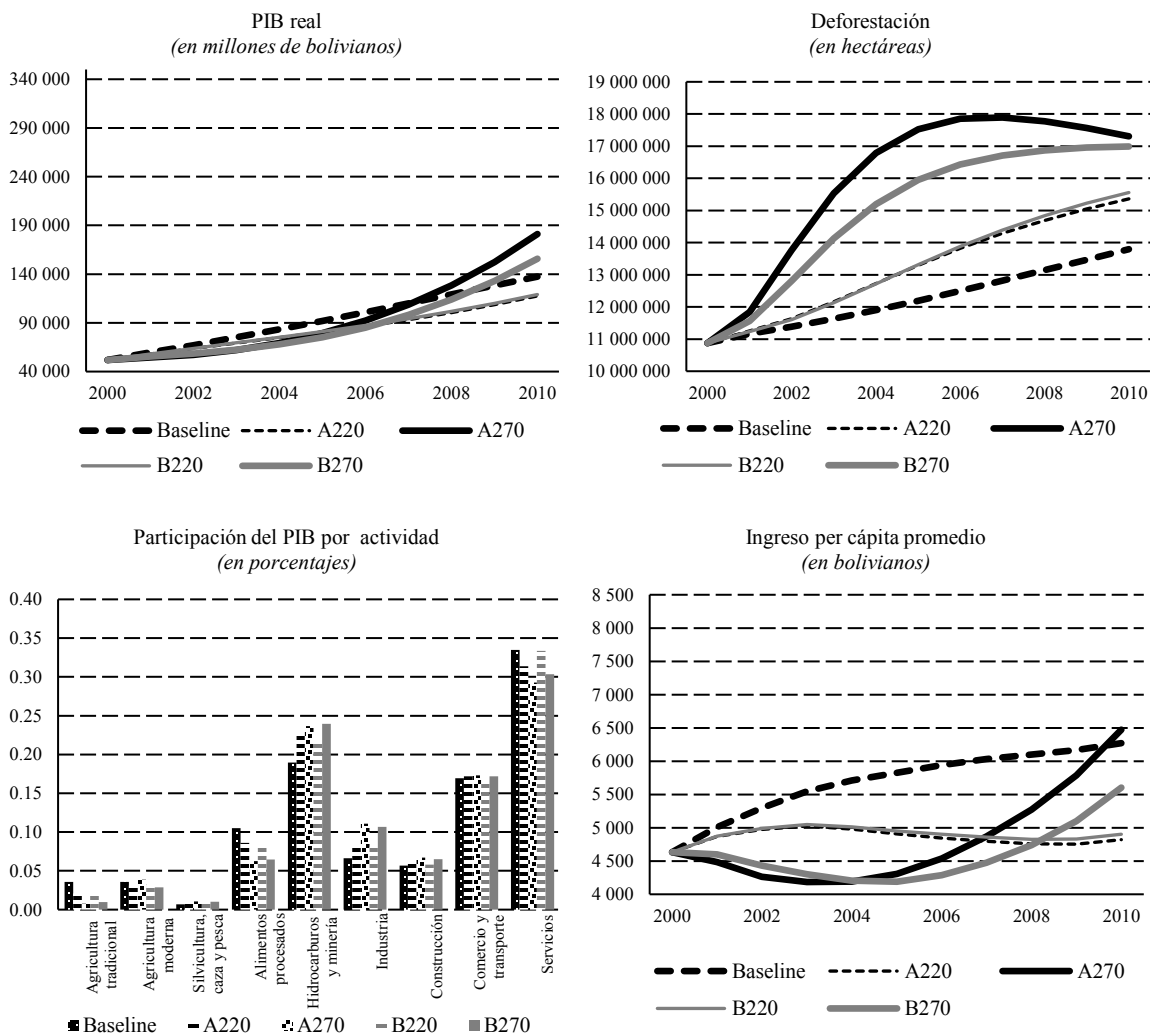 PIB real
(en millones de bolivianos)
340 000
290 000
240 000
190 000
140 000
90 000
40 000
2000 2002 2004 2006 2008 2010
Baseline A220 A270
B220 B270
Deforestación
(en hectáreas)
19 000 000
18 000 000
17 000 000
16 000 000
15 000 000
14 000 000
13 000 000
12 000 000
11 000 000
10 000 000
2000 2002 2004 2006 2008 2010
Baseline A220 A270
B220 B270
Participación del PIB por actividad
(en porcentajes)
0.40
0.35
0.30
0.25
0.20
0.15
0.10
0.05
0.00
Agricultura
tradicional
Agricultura
moderna
Silvicultura,
caza y pesca
Alimentos
procesados
Hidrocarburos
y minería
Industria
Construcción
Comercio y
transporte
Servicios
Baseline A220 A270 B220 B270
Ingreso per cápita promedio
(en bolivianos)
8 500
8 000
7 500
7 000
6 500
6 000
5 500
5 000
4 500
4 000
2000 2002 2004 2006 2008 2010
Baseline A220 A270
B220 B270